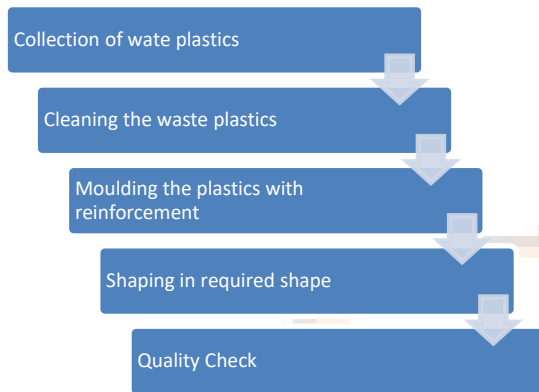 Collection of wate plastics
Cleaning the waste plastics
Moulding the plastics with
reinforcement
Shaping in required shape
Quality Check